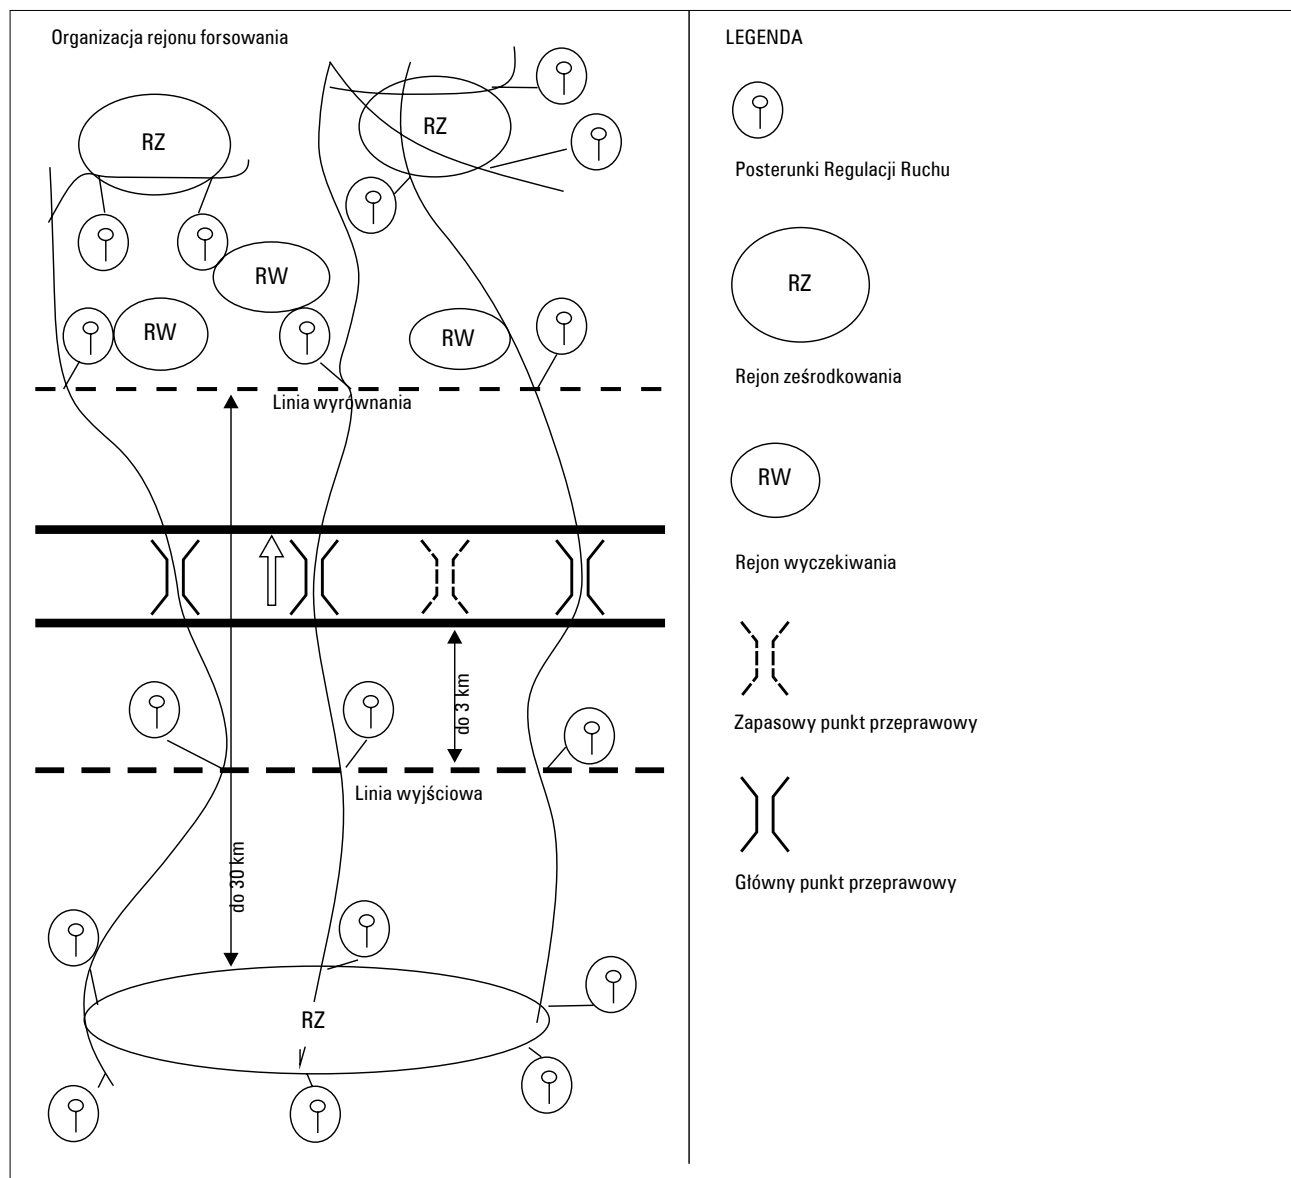 Organizacja rejonu forsowania
RZ
RZ
RW
RW
RW
Linia wyrównania
do 3 km
Linia wyjściowa
do 30 km
RZ
LEGENDA
Posterunki Regulacji Ruchu
RZ
Rejon ześrodkowania
RW
Rejon wyczekiwania
Zapasowy punkt przeprawowy
Główny punkt przeprawowy